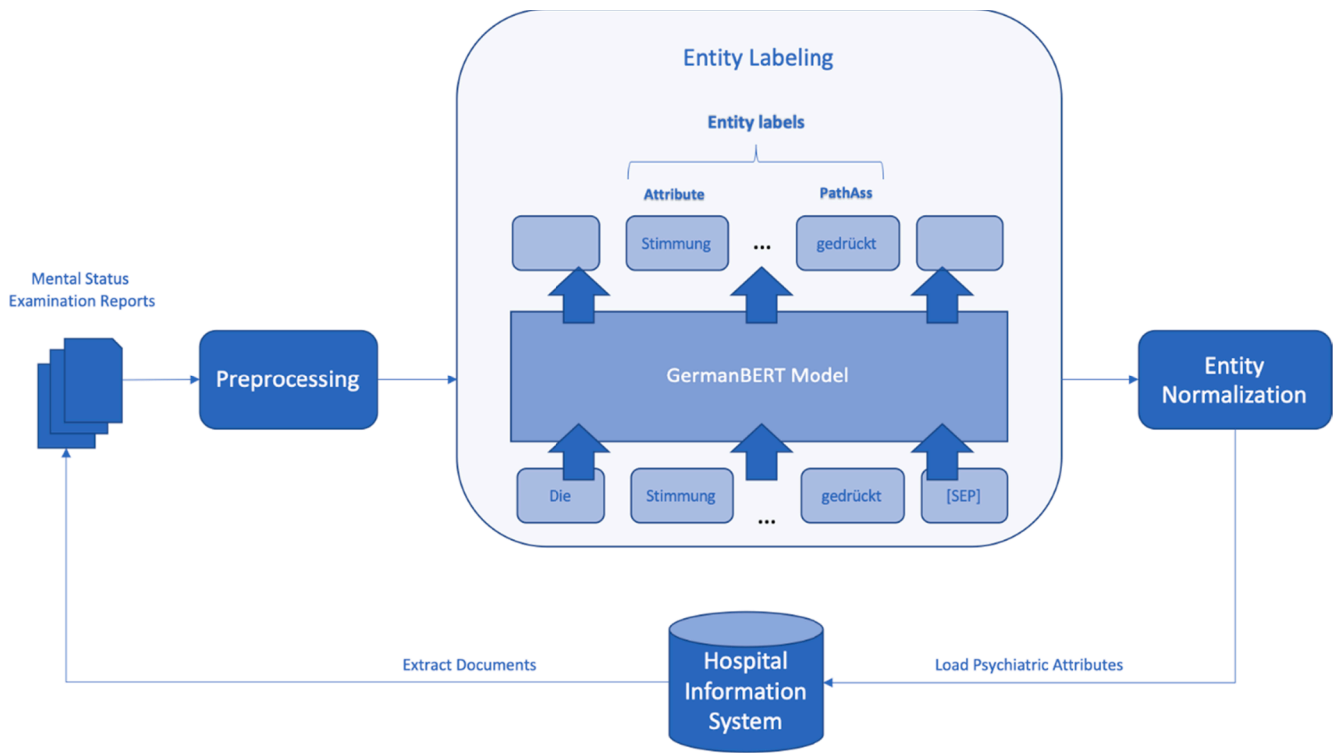 Entity Labeling
Entity labels
Attribute
PathAss
Stimmung
...
gedrückt
Mental Status
Examination Reports
Preprocessing
GermanBERT Model
Entity
Normalization
Die
Stimmung
...
gedrückt
[SEP]
Extract Documents
Hospital
Information
System
Load Psychiatric Attributes